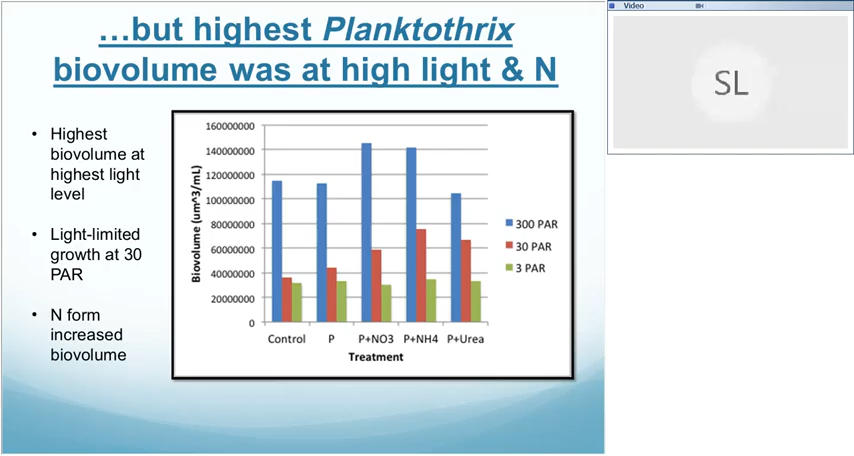 …but highest Planktothrix
biovolume was at high light & N
• Highest
biovolume at
highest light
level
• Light-limited
growth at 30
PAR
• N form
increased
biovolume
160000000
140000000
120000000
100000000
80000000
60000000
40000000
20000000
0
Biovolume (um^3/mL)
Control P P+NO3 P+NH4 P+Urea
Treatment
300 PAR
30 PAR
3 PAR
Video
SL